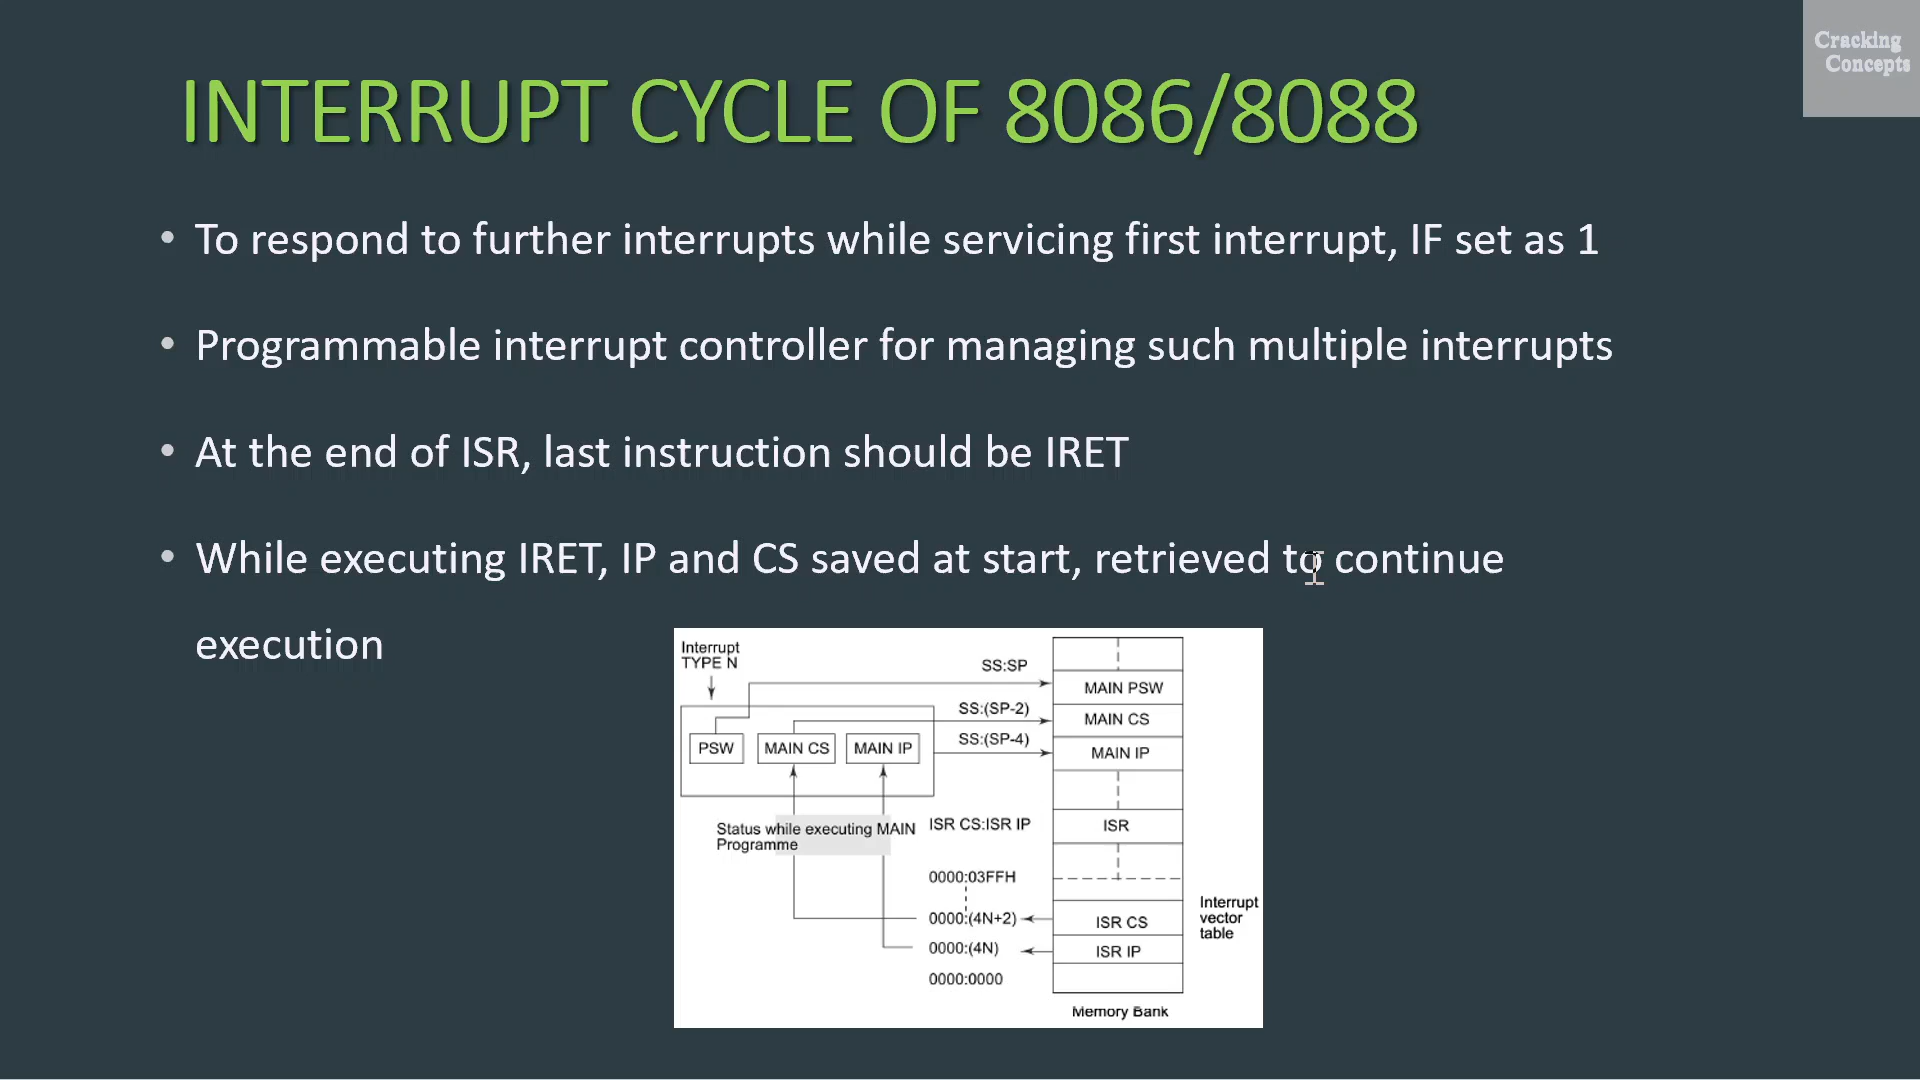 Cracking
Concepts
INTERRUPT CYCLE OF 8086/8088
• To respond to further interrupts while servicing first interrupt, IF set as 1
• Programmable interrupt controller for managing such multiple interrupts
• At the end of ISR, last instruction should be IRET
• While executing IRET, IP and CS saved at start, retrieved to continue
execution
Interrupt
TYPE N
SS:SP
MAIN PSW
SS:(SP-2)
MAIN CS
SS:(SP-4)
MAIN IP
PSW
MAIN CS
MAIN IP
Status while executing MAIN
Programme
ISR CS:ISR IP
ISR
0000:03FFH
0000:(4N+2)
ISR CS
0000:(4N)
ISR IP
0000:0000
Interrupt
vector
table
Memory Bank